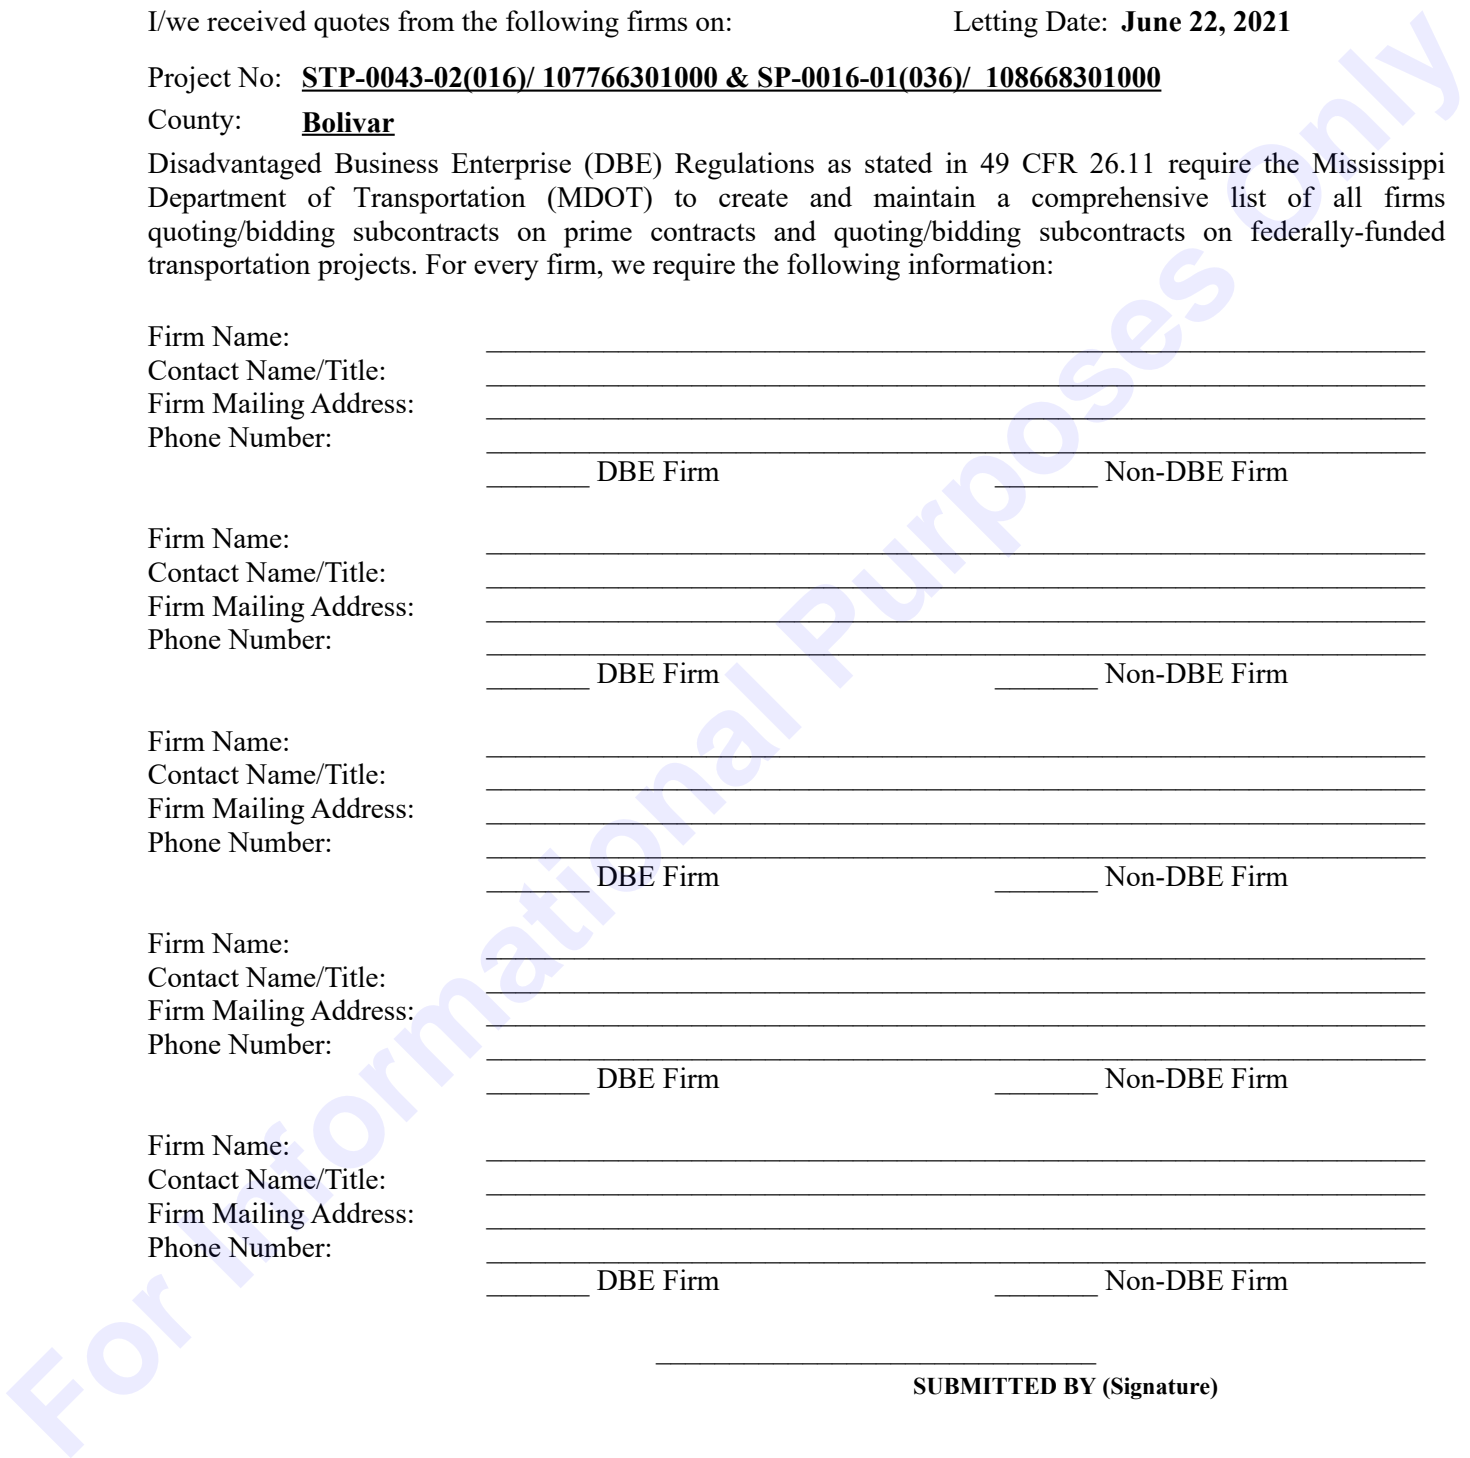 I/we received quotes from the following firms on: Letting Date: June 22, 2021
Project No: STP-0043-02(016)/ 107766301000 & SP-0016-01(036)/ 108668301000
County: Bolivar
Disadvantaged Business Enterprise (DBE) Regulations as stated in 49 CFR 26.11 require the Mississippi
Department of Transportation (MDOT) to create and maintain a comprehensive list of all firms
quoting/bidding subcontracts on prime contracts and quoting/bidding subcontracts on federally-funded
transportation projects. For every firm, we require the following information:
Firm Name:
Contact Name/Title:
Firm Mailing Address:
Phone Number:
DBE Firm Non-DBE Firm
Firm Name:
Contact Name/Title:
Firm Mailing Address:
Phone Number:
DBE Firm Non-DBE Firm
Firm Name:
Contact Name/Title:
Firm Mailing Address:
Phone Number:
DBE Firm Non-DBE Firm
Firm Name:
Contact Name/Title:
Firm Mailing Address:
Phone Number:
DBE Firm Non-DBE Firm
Firm Name:
Contact Name/Title:
Firm Mailing Address:
Phone Number:
DBE Firm Non-DBE Firm
SUBMITTED BY (Signature)
For Informational Purposes Only